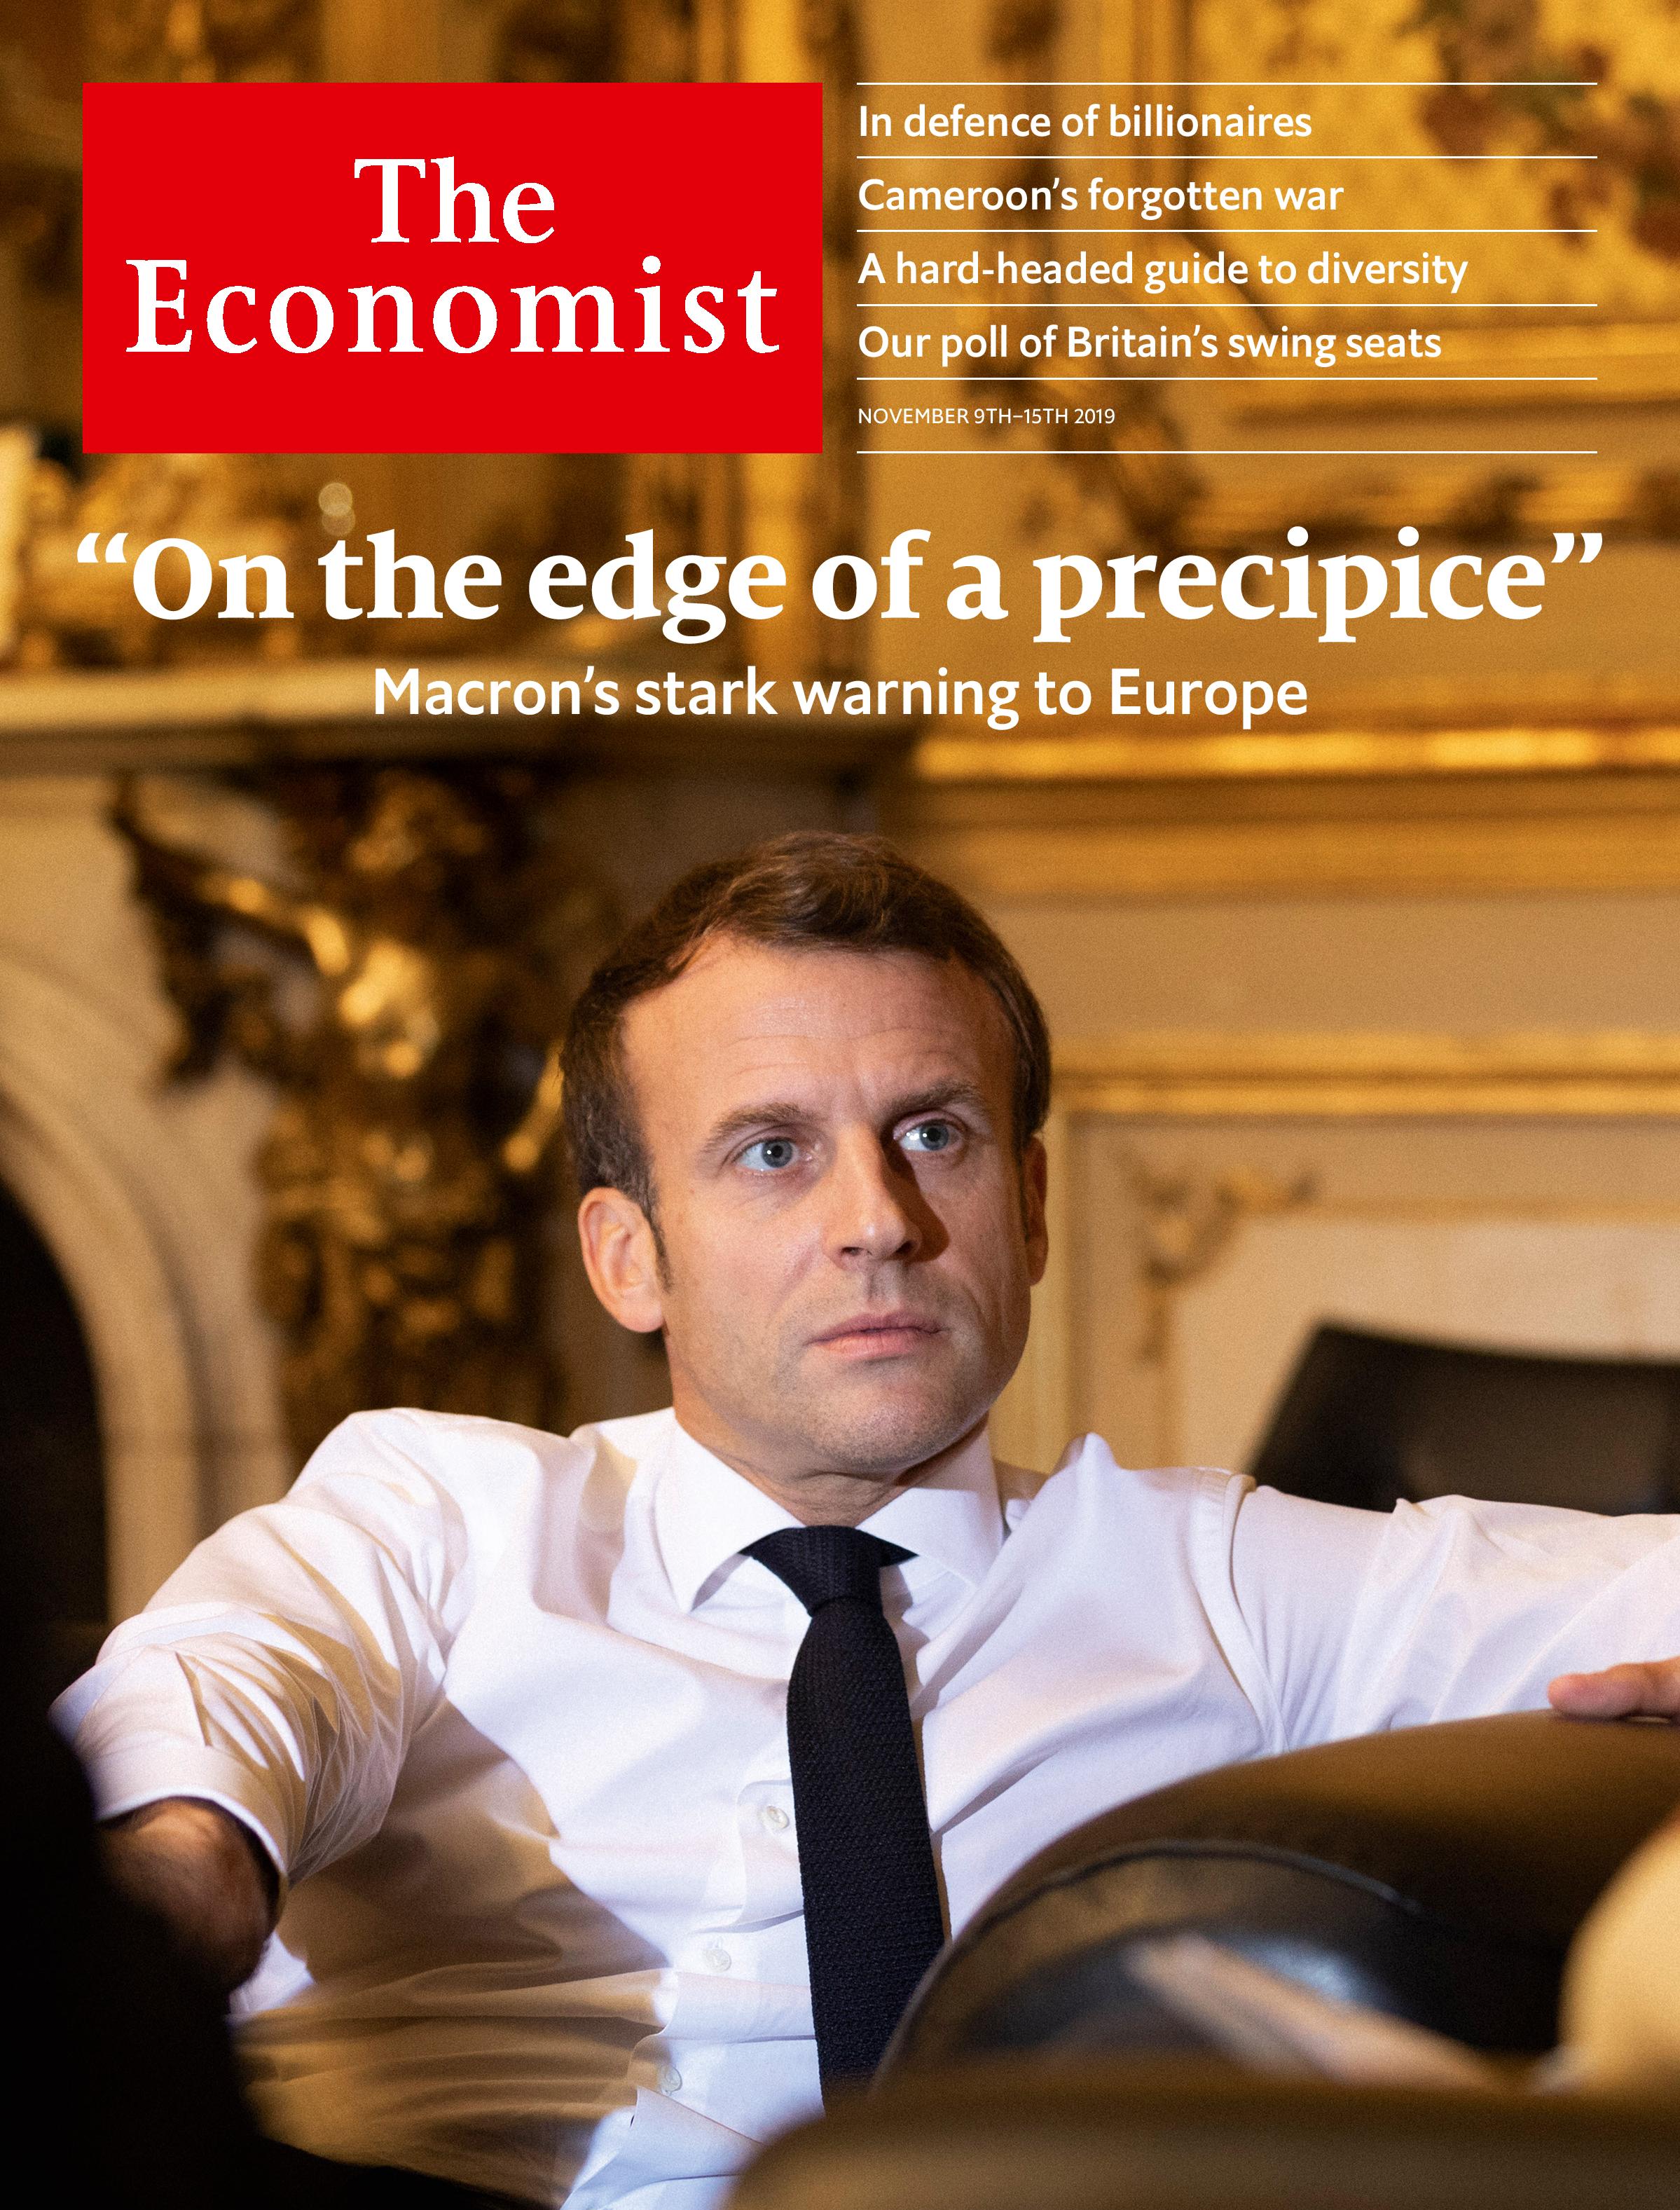 The
Economist
In defence of billionaires
Cameroon’s forgotten war
A hard-headed guide to diversity
Our poll of Britain’s swing seats
NOVEMBER 9TH–15TH 2019
“On the edge of a precipice”
Macron’s stark warning to Europe